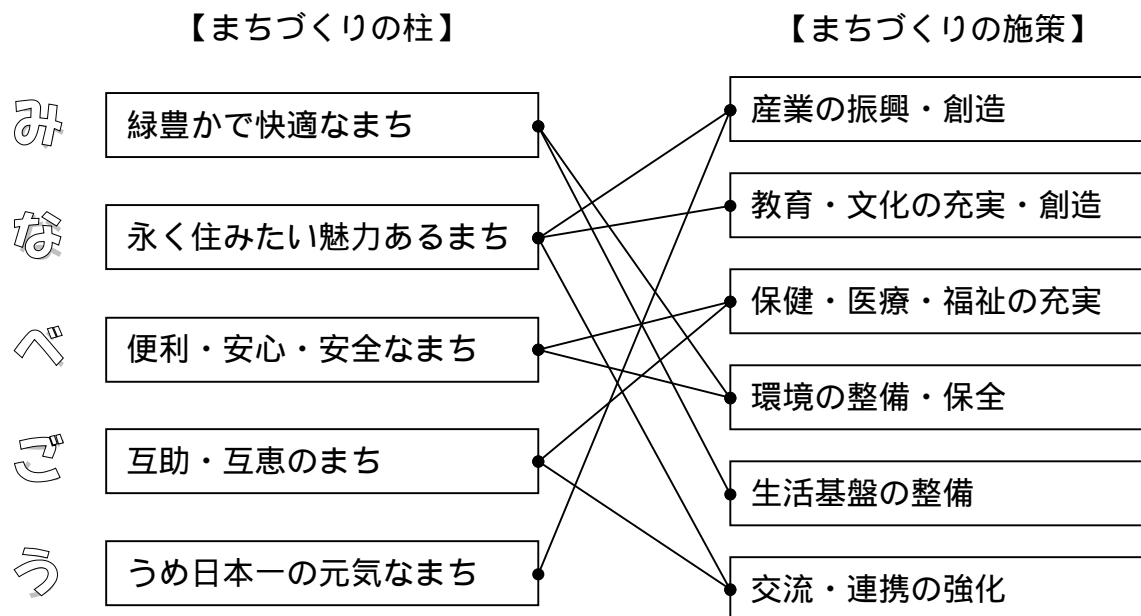 【まちづくりの柱】
【まちづくりの施策】
み
緑豊かで快適なまち
な
永く住みたい魅力あるまち
べ
便利・安心・安全なまち
ご
互助・互恵のまち
う
うめ日本一の元気なまち
産業の振興・創造
教育・文化の充実・創造
保健・医療・福祉の充実
環境の整備・保全
生活基盤の整備
交流・連携の強化